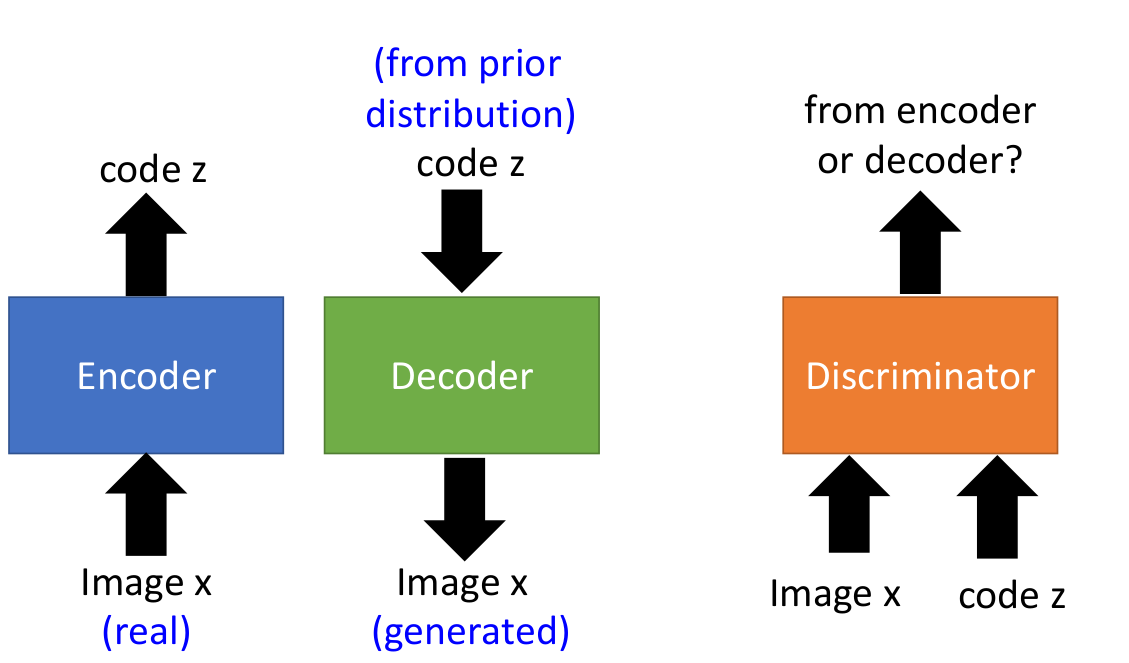 code z
Encoder
Image x
(real)
(from prior
distribution)
code z
Decoder
Image x
(generated)
from encoder
or decoder?
Discriminator
Image x
code z